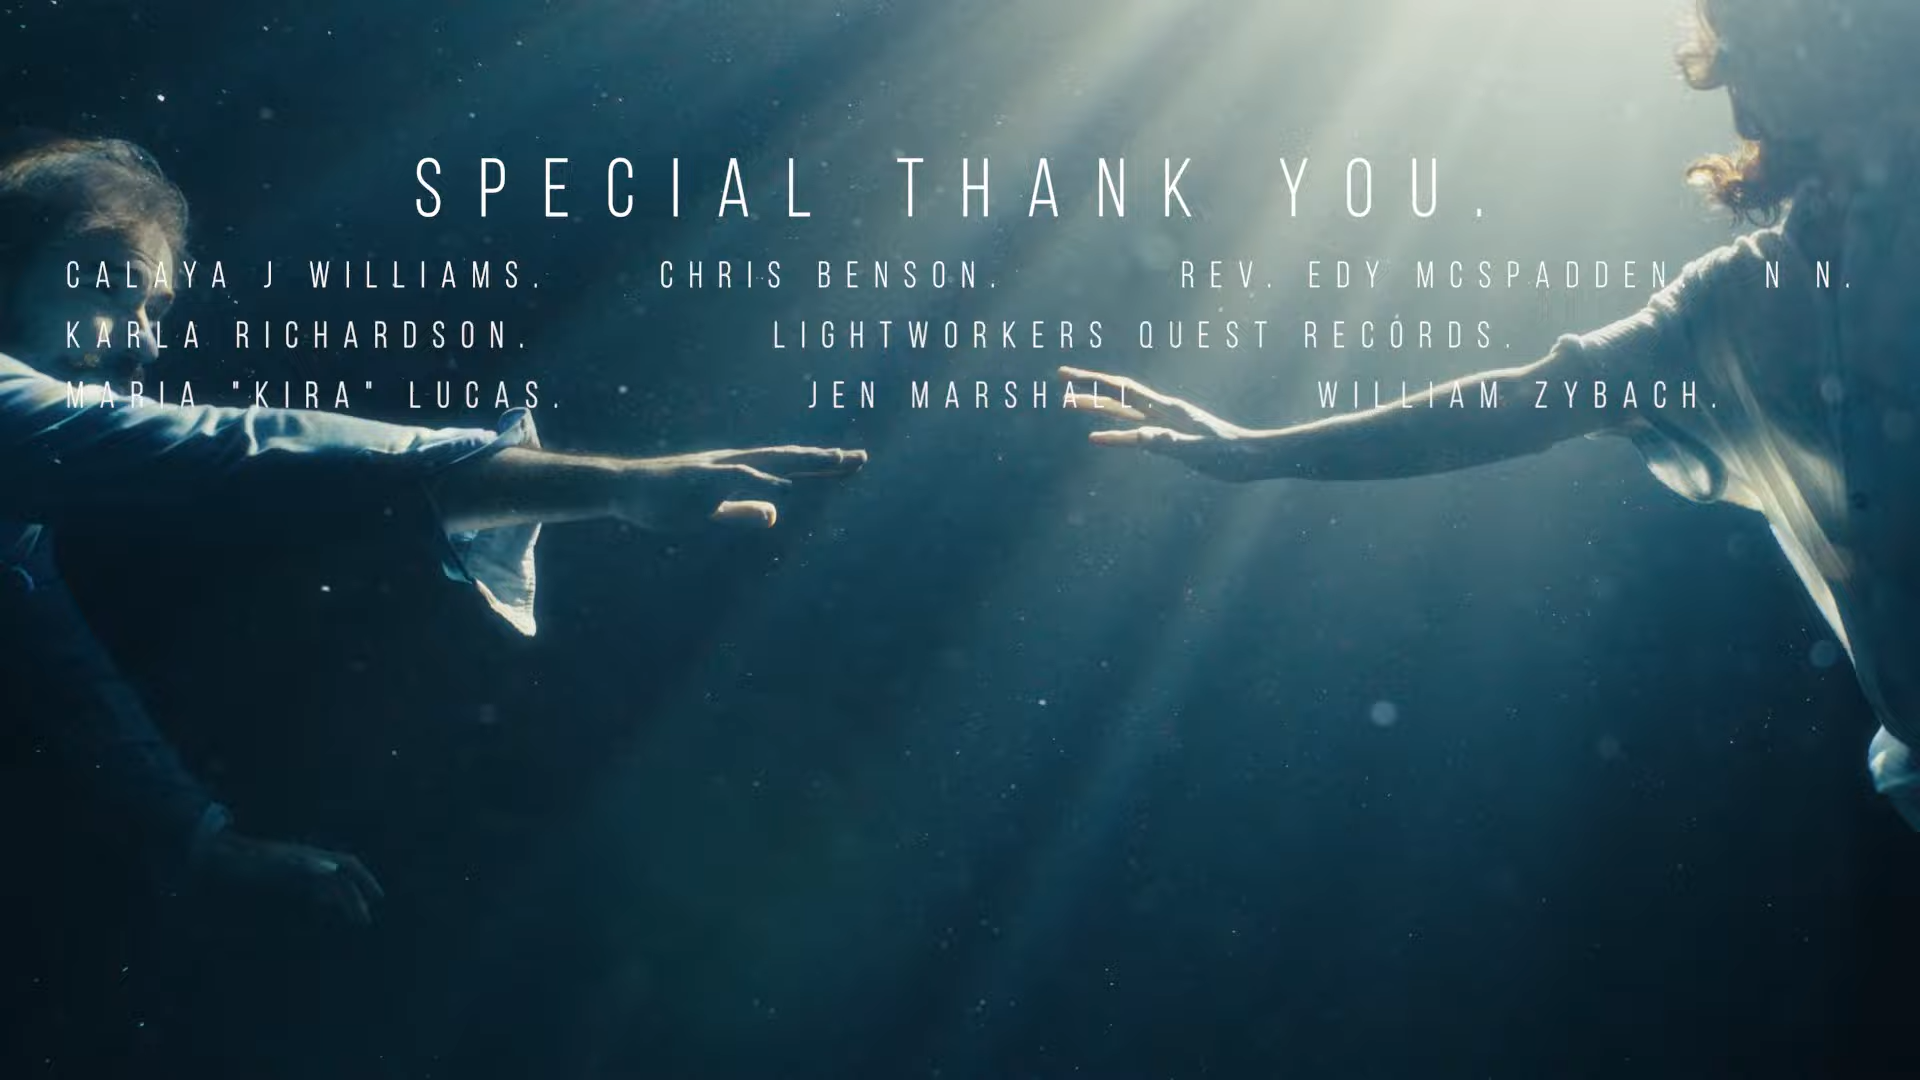 SPECIAL THANK YOU.
CALAYA J WILLIAMS. CHRIS BENSON. REV. EDY MCSPADDEN. N N.
KARLA RICHARDSON. LIGHTWORKERS QUEST RECORDS.
MARIA "KIRA" LUCAS. JEN MARSHALL. WILLIAM ZYBACH.